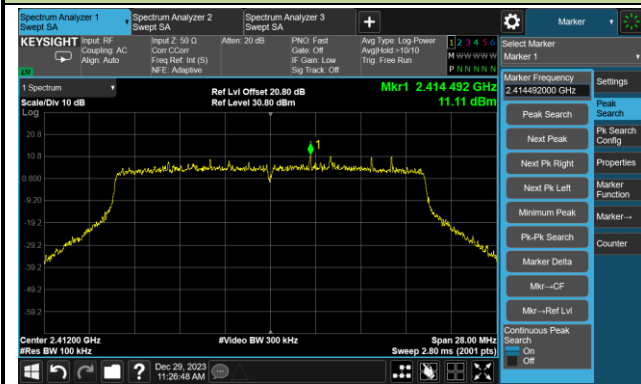 Spectrum Analyzer 1
Swept SA
Spectrum Analyzer 2
Swept SA
Spectrum Analyzer 3
Swept SA
Marker
KEYSIGHT
Input: RF
Coupling: AC
Align: Auto
Input Z: 50 Ω
Corr CCorr
Freq Ref: Int (S)
NFE: Adaptive
Atten: 20 dB
PNO: Fast
Gate: Off
IF Gain: Low
Sig Track: Off
Avg Type: Log-Power
Avg|Hold:>10/10
Trig: Free Run
1 2 3 4 5 6
M W W W W W
P N N N N N
Select Marker
Marker 1
LV
1 Spectrum
Scale/Div 10 dB
Log
Ref Lvl Offset 20.80 dB
Ref Level 30.80 dBm
Mkr1 2.414 492 GHz
11.11 dBm
Marker Frequency
2.414492000 GHz
Settings
Peak Search
Next Peak
Next Pk Right
Next Pk Left
Minimum Peak
Pk-Pk Search
Marker Delta
Mkr→CF
Mkr→Ref Lvl
Continuous Peak
Search
On
Off
Peak
Search
Pk Search
Config
Properties
Marker
Function
Marker→
Counter
1
20.8
10.8
0.800
-9.20
-19.2
-29.2
-39.2
-49.2
-59.2
Center 2.41200 GHz
#Res BW 100 kHz
#Video BW 300 kHz
Span 28.00 MHz
Sweep 2.80 ms (2001 pts)
Dec 29, 2023
11:26:48 AM